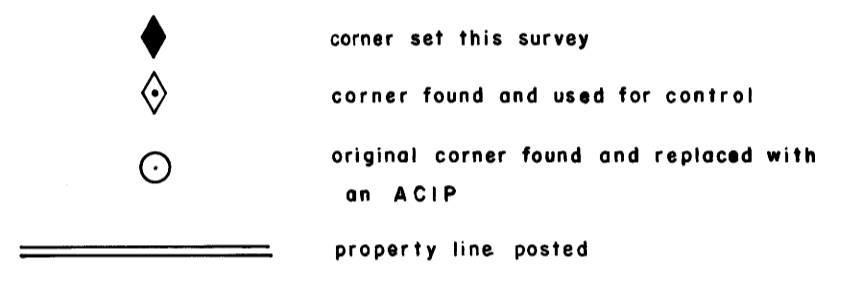 corner set this survey
corner found and used for control
original corner found and replaced with
an ACIP
property line posted